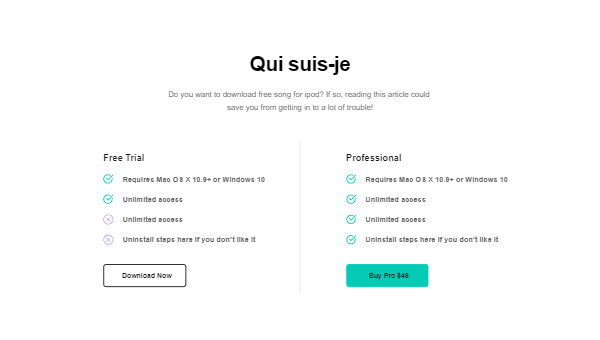 Qui suis-je
Do you want to download free song for ipod? If so, reading this article could
save you from getting in to a lot of trouble!
Free Trial
Requires Mac OS X 10.9+ or Windows 10
Unlimited access
Unlimited access
Uninstall steps here if you don't like it
Download Now
Professional
Requires Mac OS X 10.9+ or Windows 10
Unlimited access
Unlimited access
Uninstall steps here if you don't like it
Buy Pro $49